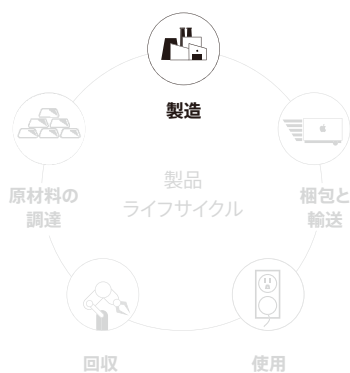 製造
原材料の
調達
製品
ライフサイクル
梱包と
輸送
回収
使用